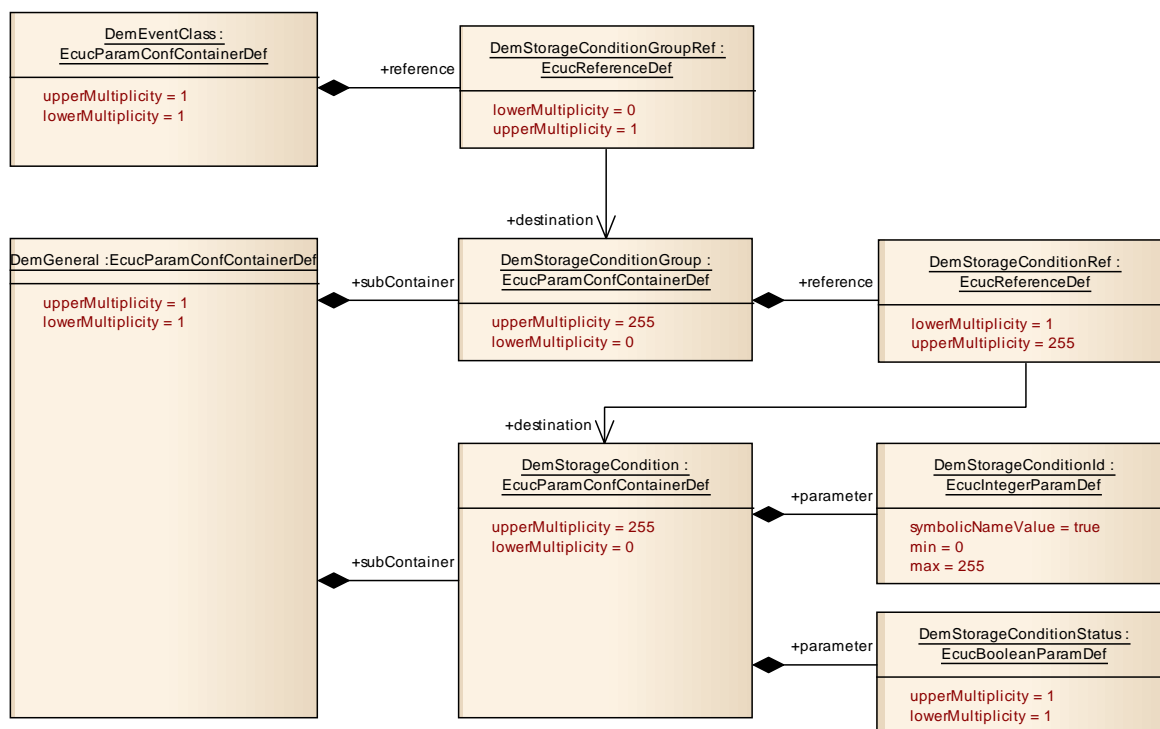 DemEventClass :
EcucParamConfContainerDef
upperMultiplicity = 1
lowerMultiplicity = 1
+reference
DemStorageConditionGroupRef :
EcucReferenceDef
lowerMultiplicity = 0
upperMultiplicity = 1
+destination
DemGeneral :EcucParamConfContainerDef
upperMultiplicity = 1
lowerMultiplicity = 1
+subContainer
DemStorageConditionGroup :
EcucParamConfContainerDef
upperMultiplicity = 255
lowerMultiplicity = 0
+reference
DemStorageConditionRef :
EcucReferenceDef
lowerMultiplicity = 1
upperMultiplicity = 255
+destination
+subContainer
DemStorageCondition :
EcucParamConfContainerDef
upperMultiplicity = 255
lowerMultiplicity = 0
+parameter
DemStorageConditionId :
EcucIntegerParamDef
symbolicNameValue = true
min = 0
max = 255
+parameter
DemStorageConditionStatus :
EcucBooleanParamDef
upperMultiplicity = 1
lowerMultiplicity = 1